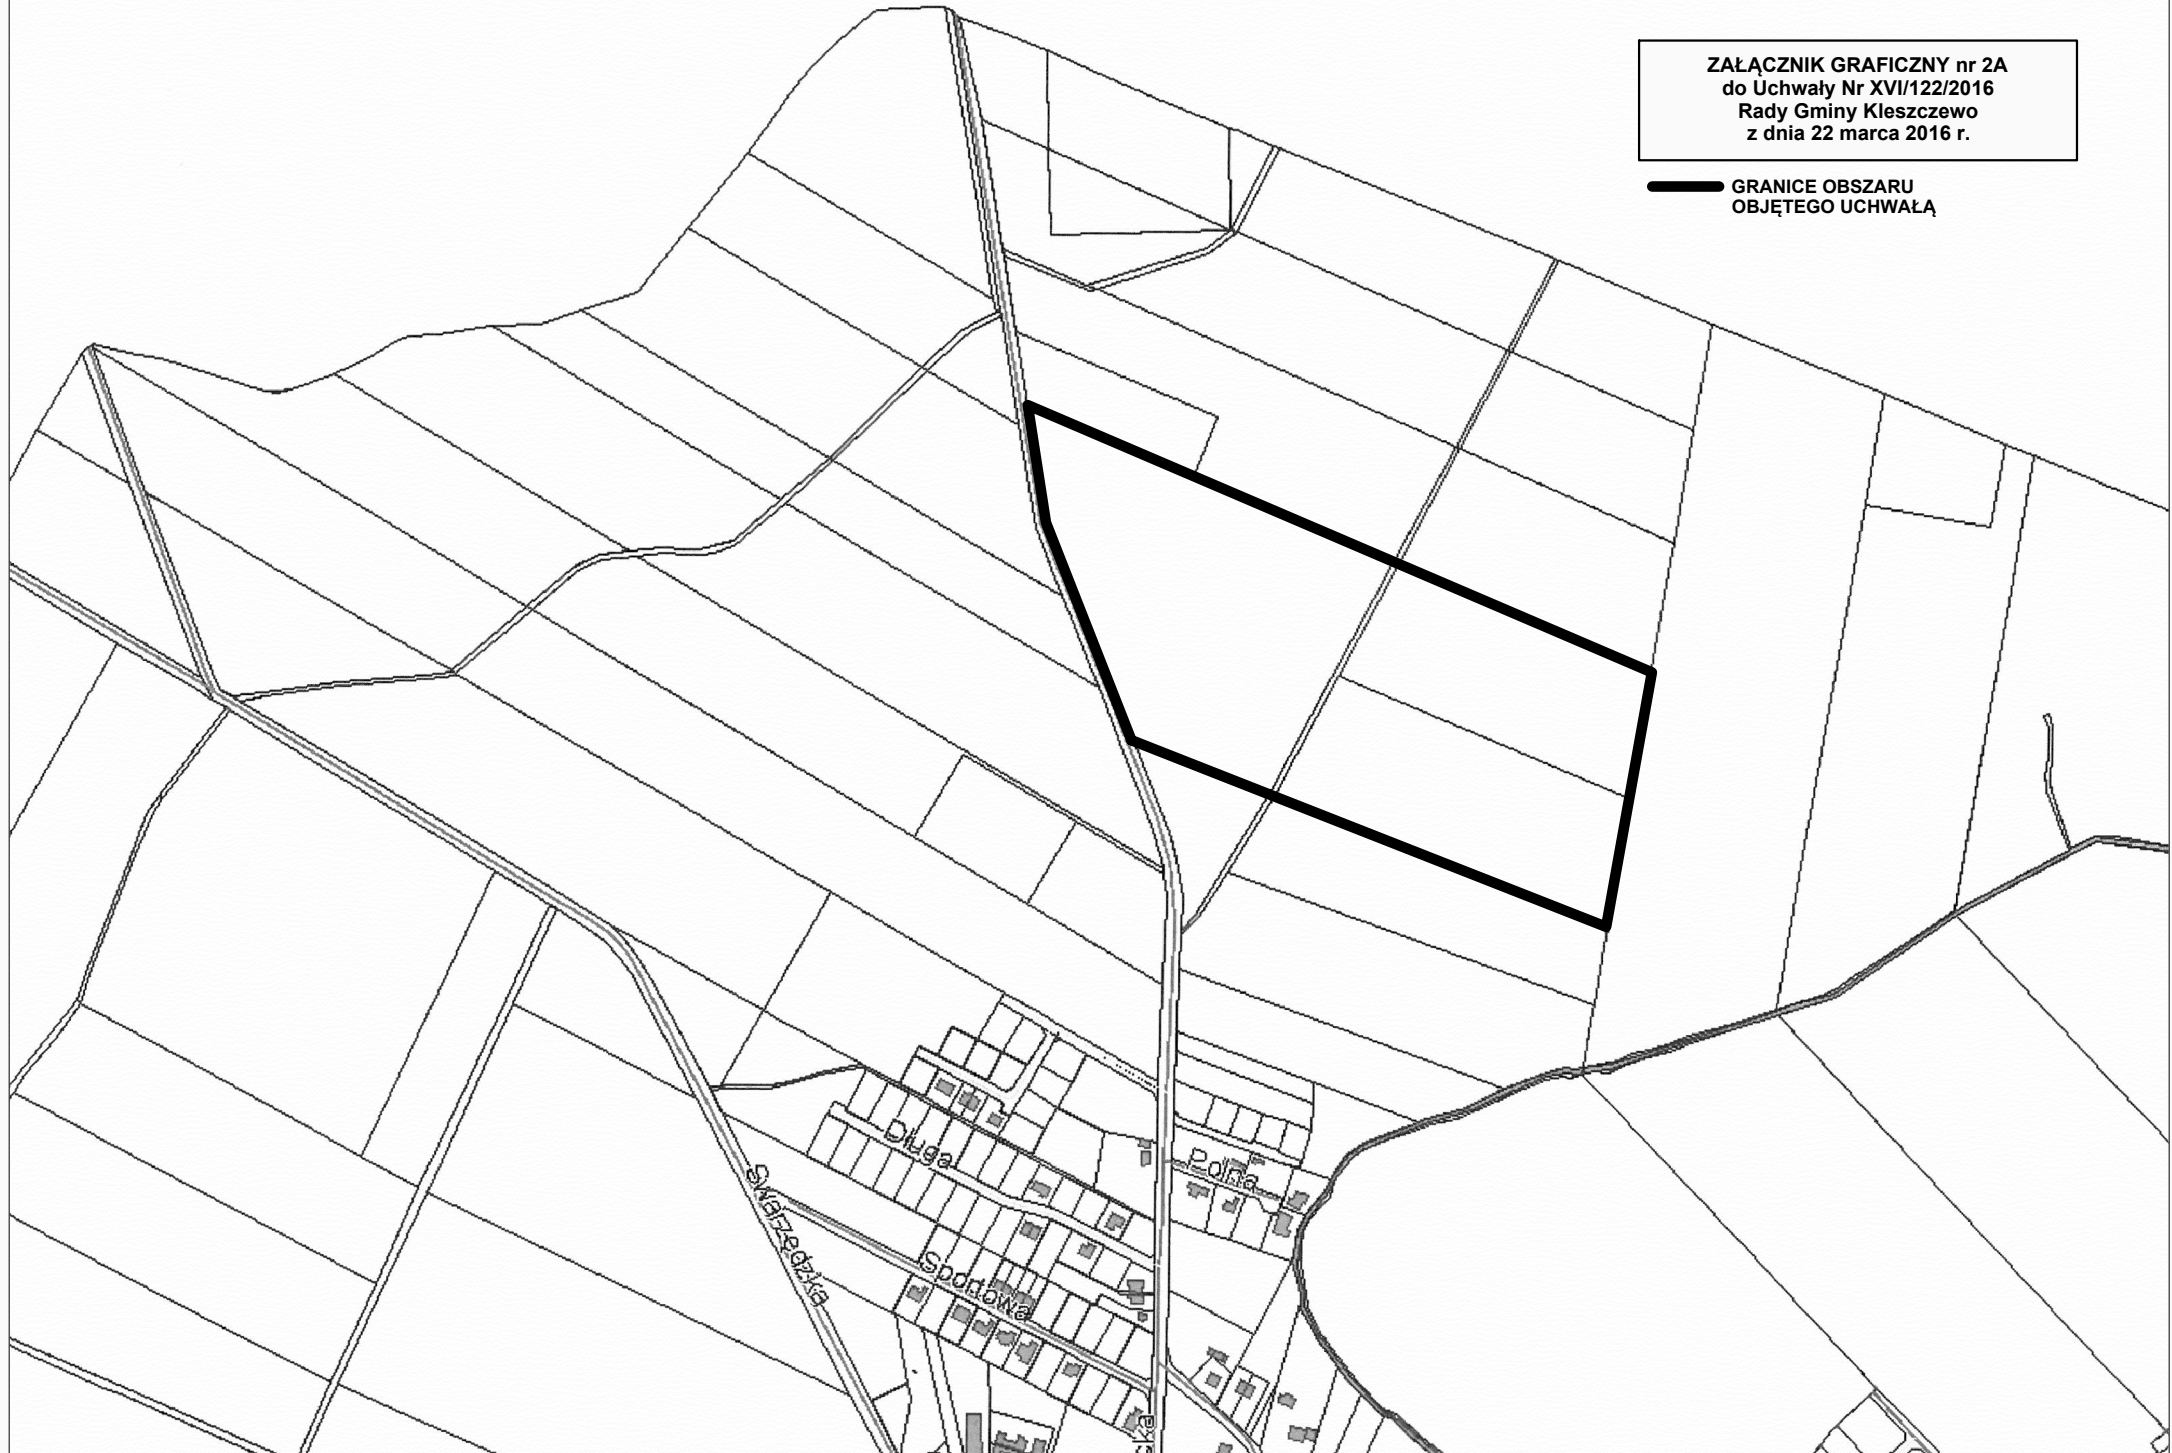 ZAŁĄCZNIK GRAFICZNY nr 2A
do Uchwały Nr XVI/122/2016
Rady Gminy Kleszczewo
z dnia 22 marca 2016 r.
GRANICE OBSZARU
OBJĘTEGO UCHWAŁĄ
Długa
Polna
Swarzędzka
Sportowa